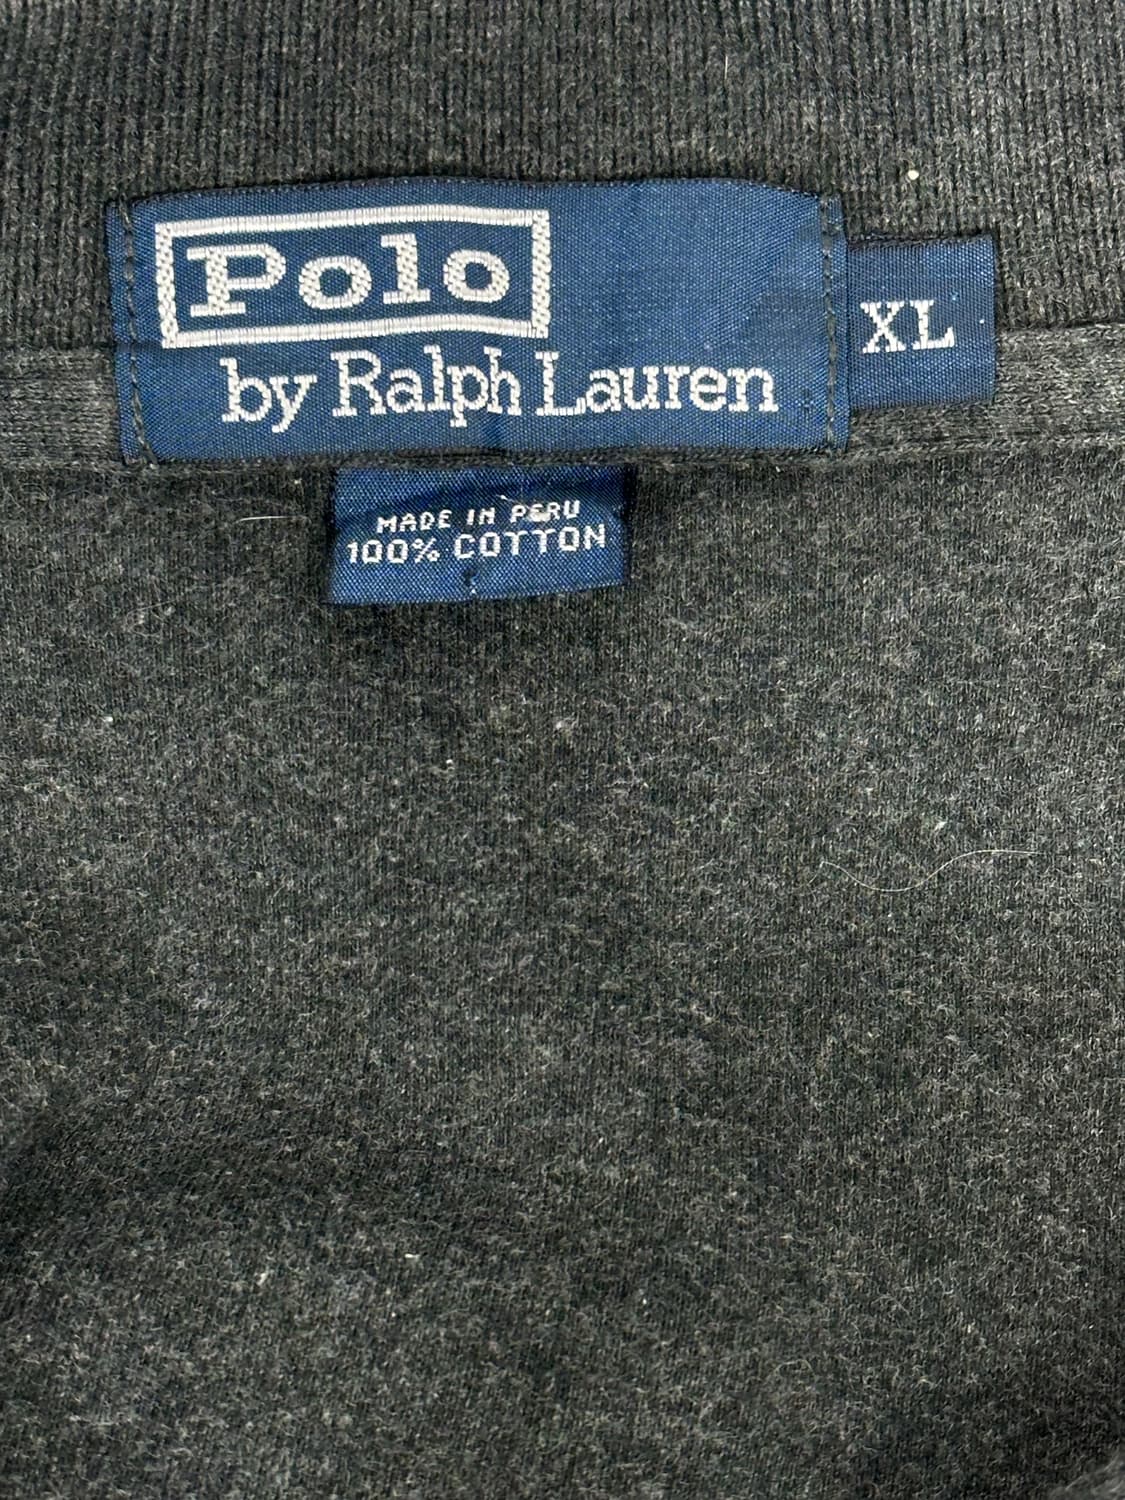 Polo
by Ralph Lauren
XL
MADE IN PERU
100% COTTON